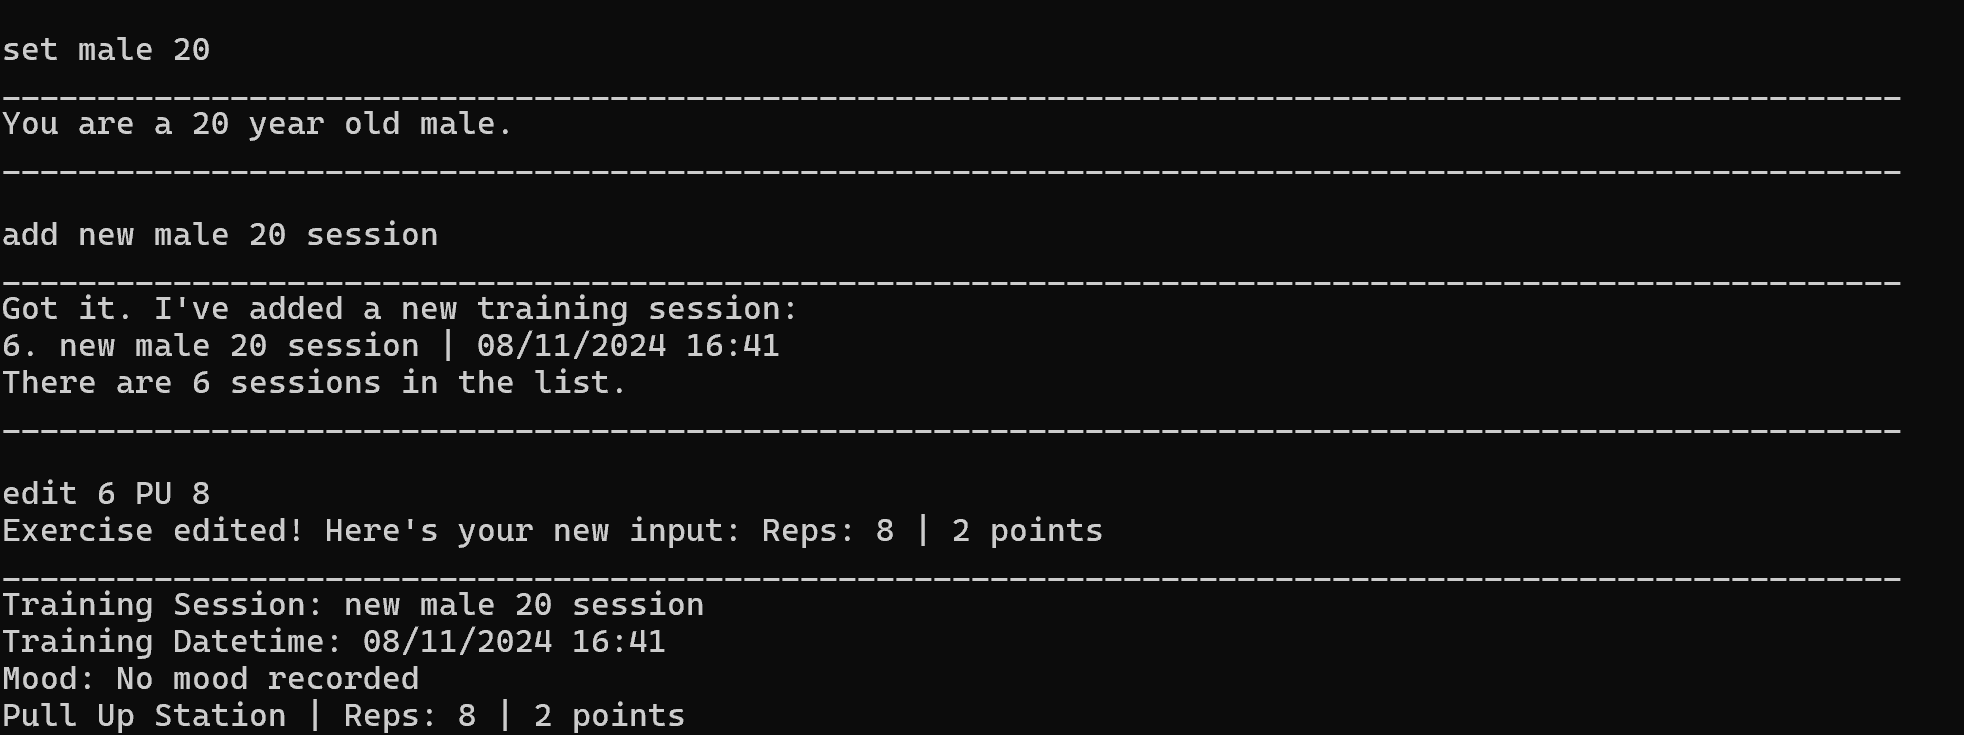 set male 20
____________________________________________________________________________________________________
You are a 20 year old male.
____________________________________________________________________________________________________
add new male 20 session
____________________________________________________________________________________________________
Got it. I've added a new training session:
6. new male 20 session | 08/11/2024 16:41
There are 6 sessions in the list.
____________________________________________________________________________________________________
edit 6 PU 8
Exercise edited! Here's your new input: Reps: 8 | 2 points
____________________________________________________________________________________________________
Training Session: new male 20 session
Training Datetime: 08/11/2024 16:41
Mood: No mood recorded
Pull Up Station | Reps: 8 | 2 points